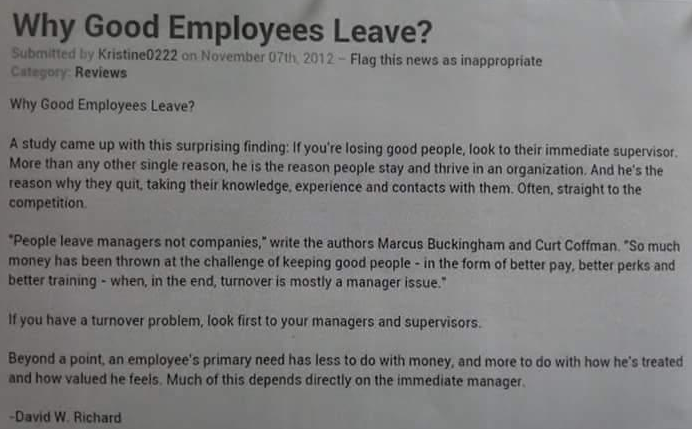 Why Good Employees Leave?
Submitted by Kristine0222 on November 07th, 2012 – Flag this news as inappropriate
Category: Reviews
Why Good Employees Leave?
A study came up with this surprising finding: If you're losing good people, look to their immediate supervisor.
More than any other single reason, he is the reason people stay and thrive in an organization. And he's the
reason why they quit, taking their knowledge, experience and contacts with them. Often, straight to the
competition.
"People leave managers not companies," write the authors Marcus Buckingham and Curt Coffman. "So much
money has been thrown at the challenge of keeping good people - in the form of better pay, better perks and
better training - when, in the end, turnover is mostly a manager issue."
If you have a turnover problem, look first to your managers and supervisors.
Beyond a point, an employee's primary need has less to do with money, and more to do with how he's treated
and how valued he feels. Much of this depends directly on the immediate manager.
-David W. Richard